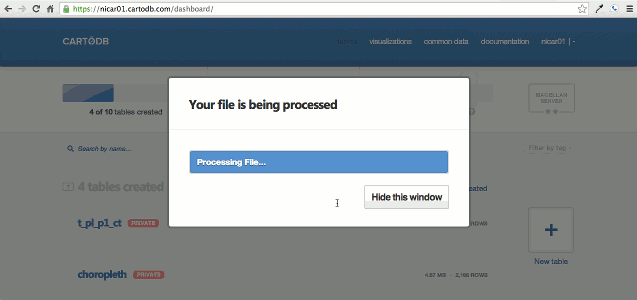 https://nicar01.cartodb.com/dashboard/
CARTODB
visualizations common data documentation nicar01 | -
4 of 10 tables created
MAGELLAN
SERVER
Search by name...
Filter by tag
Your file is being processed
Processing File...
Hide this window
4 tables created
created
t_pl_p1_ct PRIVATE
ROWS
New table
choropleth PRIVATE
4.87 MB - 2,166 ROWS